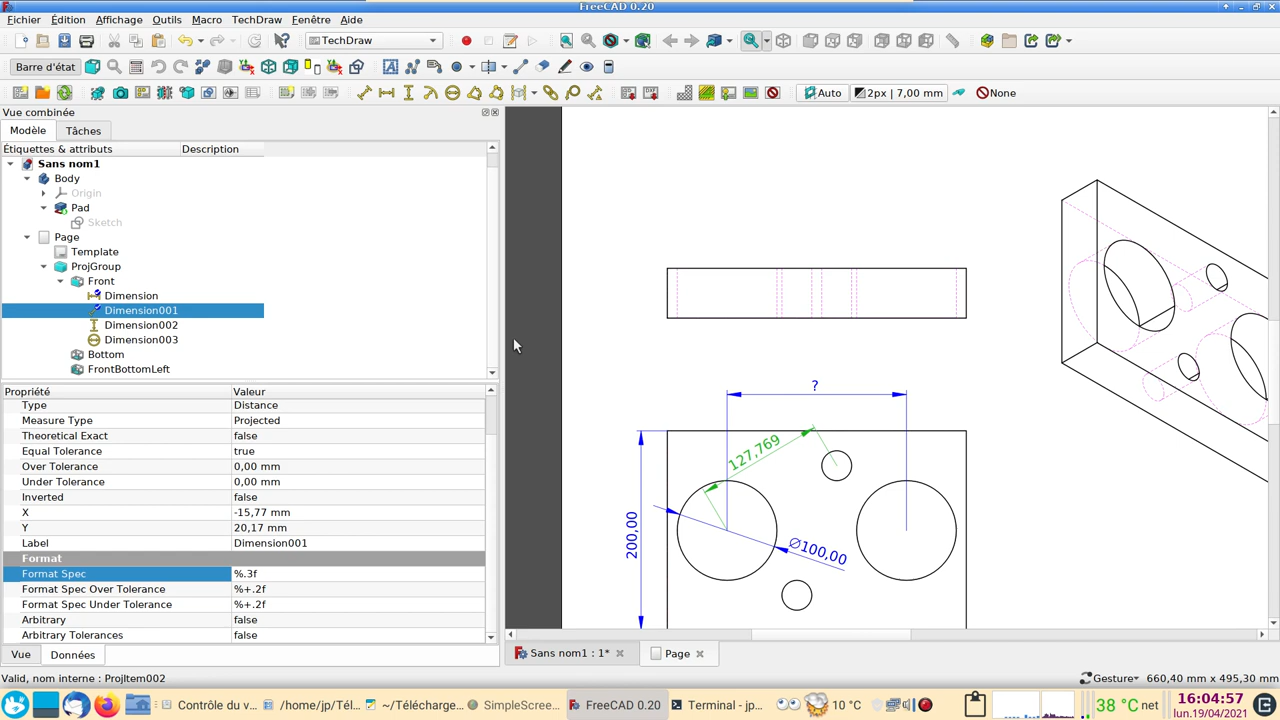 FreeCAD 0.20
Fichier Édition Affichage Outils Macro TechDraw Fenêtre Aide
TechDraw
Barre d'état
Auto 2px | 7,00 mm None
Vue combinée
Modèle Tâches
Étiquettes & attributs Description
Sans nom1
Body
Origin
Pad
Sketch
Page
Template
ProjGroup
Front
Dimension
Dimension001
Dimension002
Dimension003
Bottom
FrontBottomLeft
Propriété Valeur
Type Distance
Measure Type Projected
Theoretical Exact false
Equal Tolerance true
Over Tolerance 0,00 mm
Under Tolerance 0,00 mm
Inverted false
X -15,77 mm
Y 20,17 mm
Label Dimension001
Format
Format Spec %.3f
Format Spec Over Tolerance %+.2f
Format Spec Under Tolerance %+.2f
Arbitrary false
Arbitrary Tolerances false
Vue Données
?
127,769
200,00
∅100,00
Sans nom1 : 1* Page
Valid, nom interne : ProjItem002
Gesture 660,40 mm x 495,30 mm
Contrôle du v... /home/jp/Tél... ~/Télécharge... SimpleScree... FreeCAD 0.20 Terminal - jp... 10 °C 38 °C net 16:04:57
lun.19/04/2021